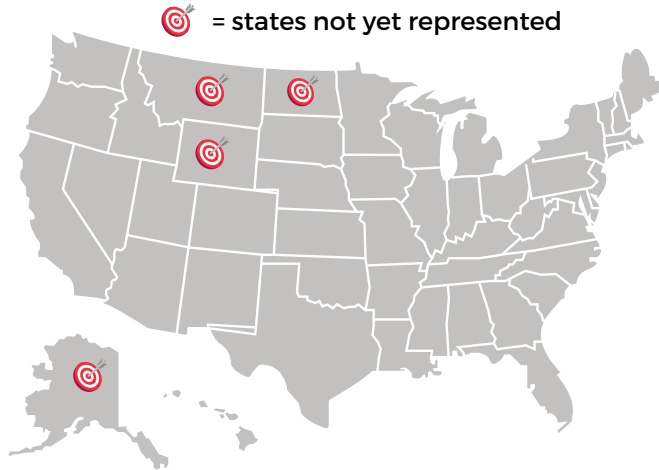 = states not yet represented